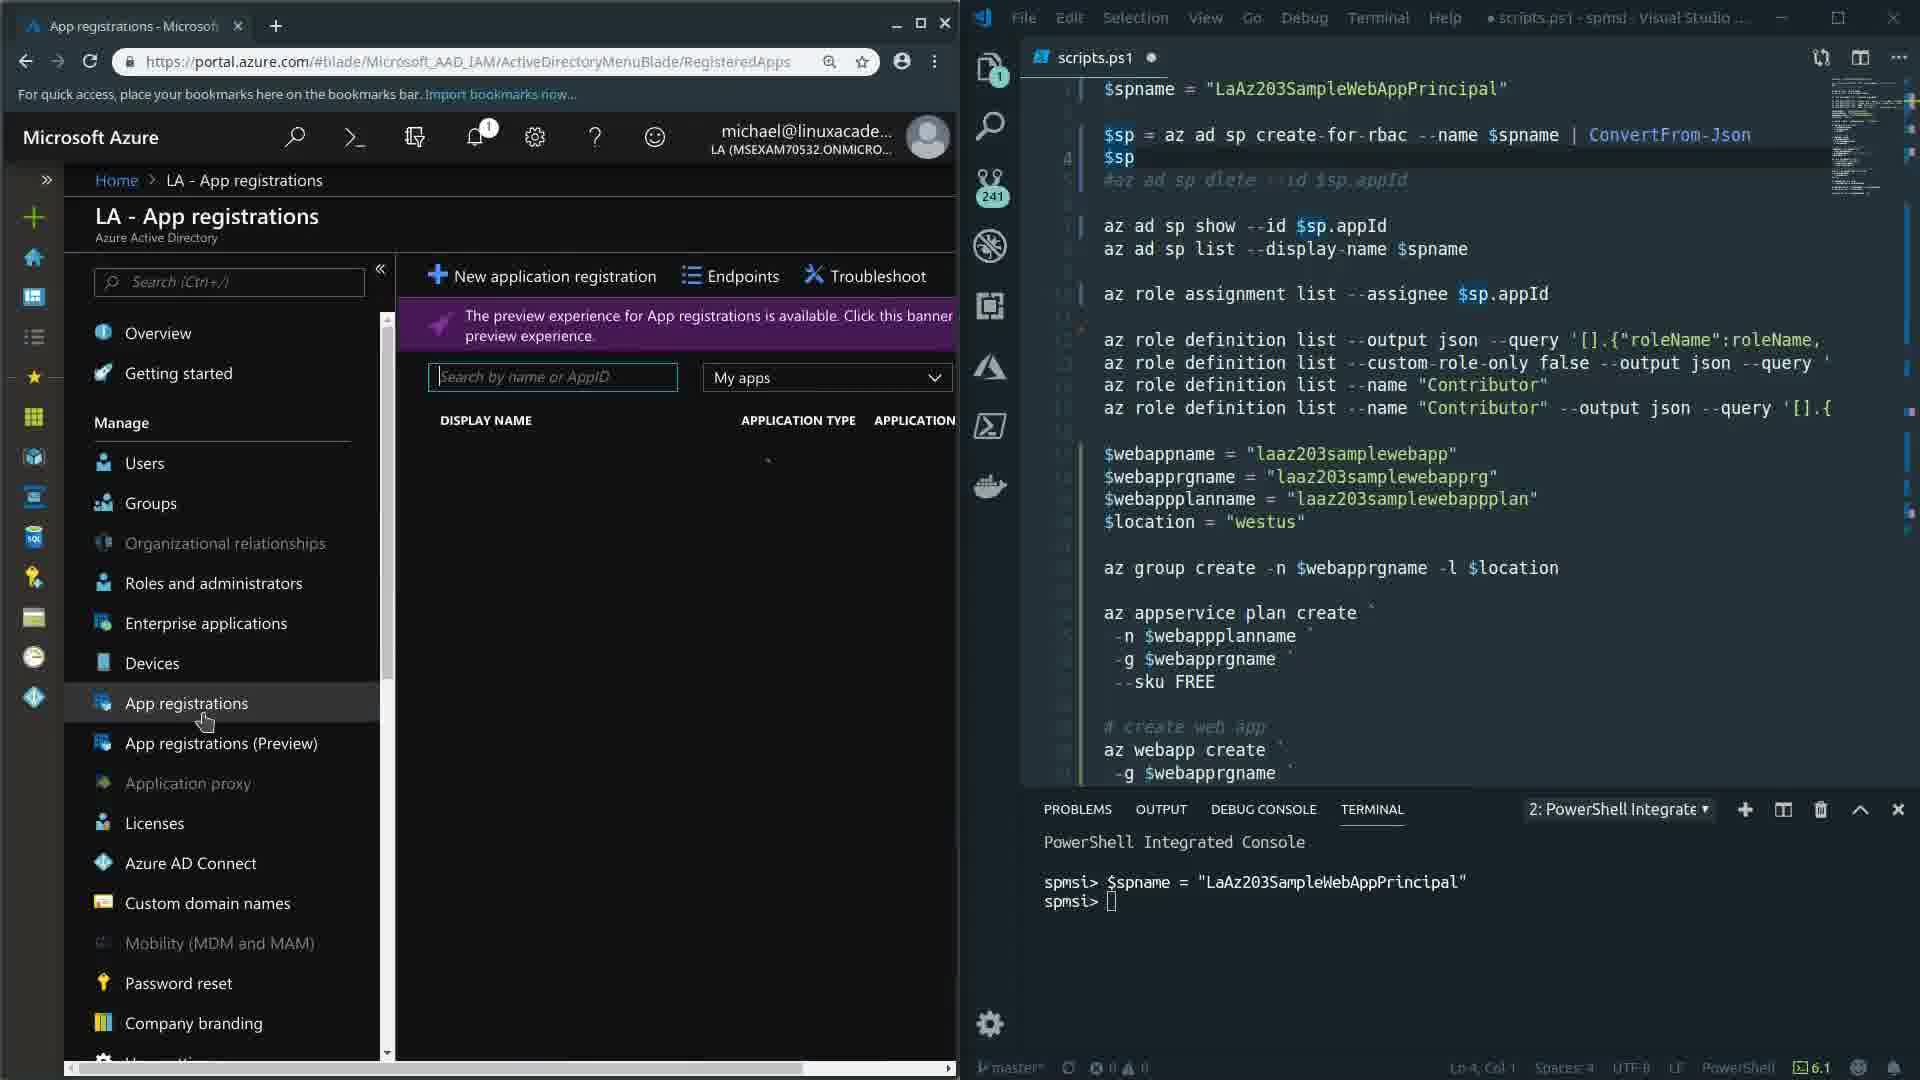 App registrations - Microsof
https://portal.azure.com/#blade/Microsoft_AAD_IAM/ActiveDirectoryMenuBlade/RegisteredApps
For quick access, place your bookmarks here on the bookmarks bar. Import bookmarks now...
Microsoft Azure
1
michael@linuxacade...
LA (MSEXAM70532.ONMICRO...
Home > LA - App registrations
LA - App registrations
Azure Active Directory
Search (Ctrl+/)
Overview
Getting started
Manage
Users
Groups
Organizational relationships
Roles and administrators
Enterprise applications
Devices
App registrations
App registrations (Preview)
Application proxy
Licenses
Azure AD Connect
Custom domain names
Mobility (MDM and MAM)
Password reset
Company branding
New application registration
Endpoints
Troubleshoot
The preview experience for App registrations is available. Click this banner
preview experience.
Search by name or AppID
My apps
DISPLAY NAME
APPLICATION TYPE
APPLICATION
File Edit Selection View Go Debug Terminal Help
● scripts.ps1 - spmsi - Visual Studio ...
1
241
scripts.ps1
$spname = "LaAz203SampleWebAppPrincipal"
$sp = az ad sp create-for-rbac --name $spname | ConvertFrom-Json
4 $sp
#az ad sp dlete --id $sp.appId
az ad sp show --id $sp.appId
az ad sp list --display-name $spname
az role assignment list --assignee $sp.appId
az role definition list --output json --query '[].{"roleName":roleName,
az role definition list --custom-role-only false --output json --query '
az role definition list --name "Contributor"
az role definition list --name "Contributor" --output json --query '[].{
$webappname = "laaz203samplewebapp"
$webapprgname = "laaz203samplewebapprg"
$webappplanname = "laaz203samplewebappplan"
$location = "westus"
az group create -n $webapprgname -l $location
az appservice plan create `
-n $webappplanname `
-g $webapprgname `
--sku FREE
# create web app
az webapp create `
-g $webapprgname `
PROBLEMS OUTPUT DEBUG CONSOLE TERMINAL
2: PowerShell Integrate
PowerShell Integrated Console
spmsi> $spname = "LaAz203SampleWebAppPrincipal"
spmsi>
master* 0 0
Ln 4, Col 1 Spaces: 4 UTF-8 LF PowerShell 6.1